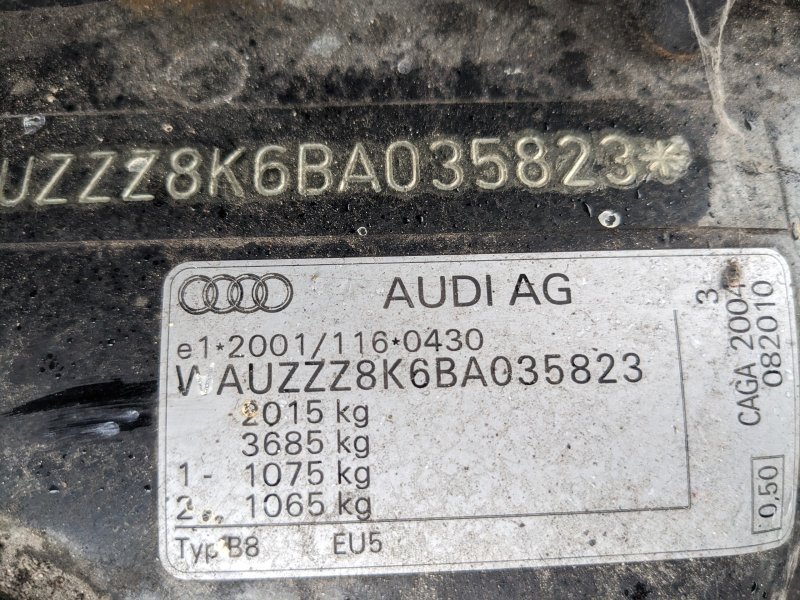 AUZZZ8K6BA035823*
AUDI AG
e1*2001/116*0430
WAUZZZ8K6BA035823
2015 kg
3685 kg
1- 1075 kg
2- 1065 kg
Typ B8 EU5
3
CAGA 2004
082010
0,50